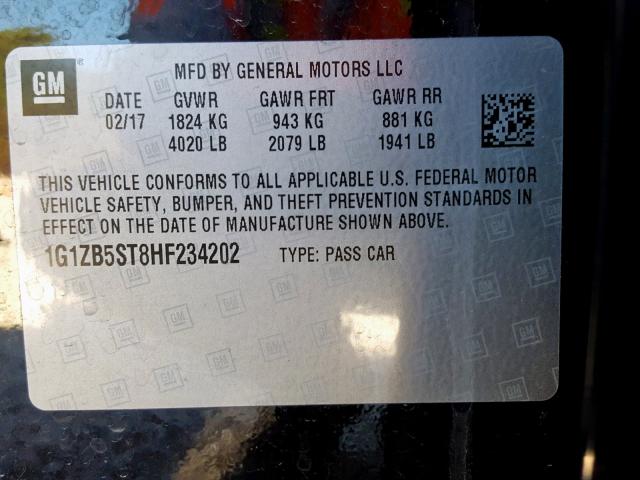 GM
MFD BY GENERAL MOTORS LLC
DATE GVWR GAWR FRT GAWR RR
02/17 1824 KG 943 KG 881 KG
4020 LB 2079 LB 1941 LB
THIS VEHICLE CONFORMS TO ALL APPLICABLE U.S. FEDERAL MOTOR
VEHICLE SAFETY, BUMPER, AND THEFT PREVENTION STANDARDS IN
EFFECT ON THE DATE OF MANUFACTURE SHOWN ABOVE.
1G1ZB5ST8HF234202 TYPE: PASS CAR